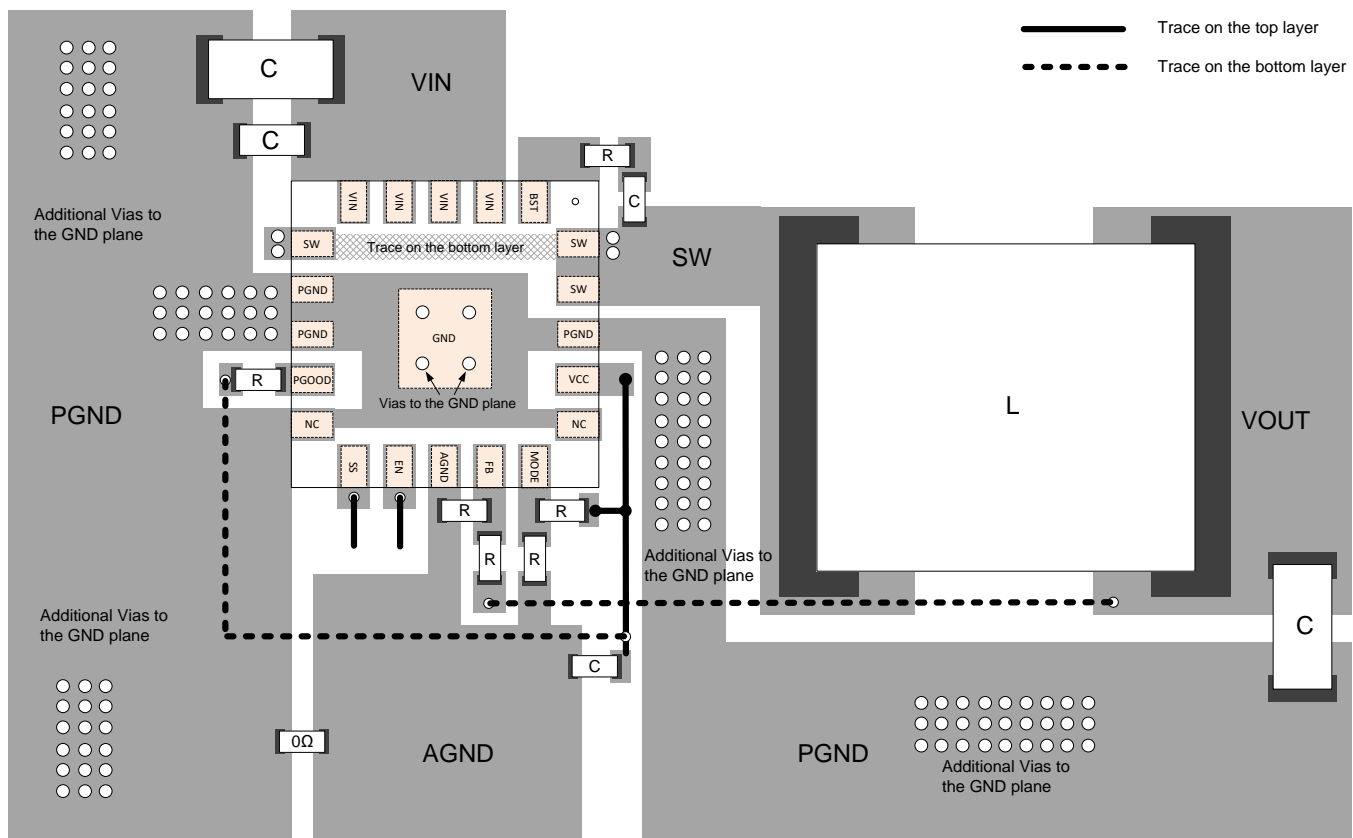 Trace on the top layer
Trace on the bottom layer
C
VIN
C
R
C
VIN
VIN
VIN
VIN
BST
Additional Vias to
the GND plane
SW
Trace on the bottom layer
SW
SW
PGND
SW
PGND
GND
PGND
R
PGOOD
VCC
Vias to the GND plane
L
PGND
VOUT
NC
NC
SS
EN
AGND
FB
MODE
R
R
R
R
Additional Vias to
the GND plane
Additional Vias to
the GND plane
C
C
0Ω
AGND
PGND
Additional Vias to
the GND plane